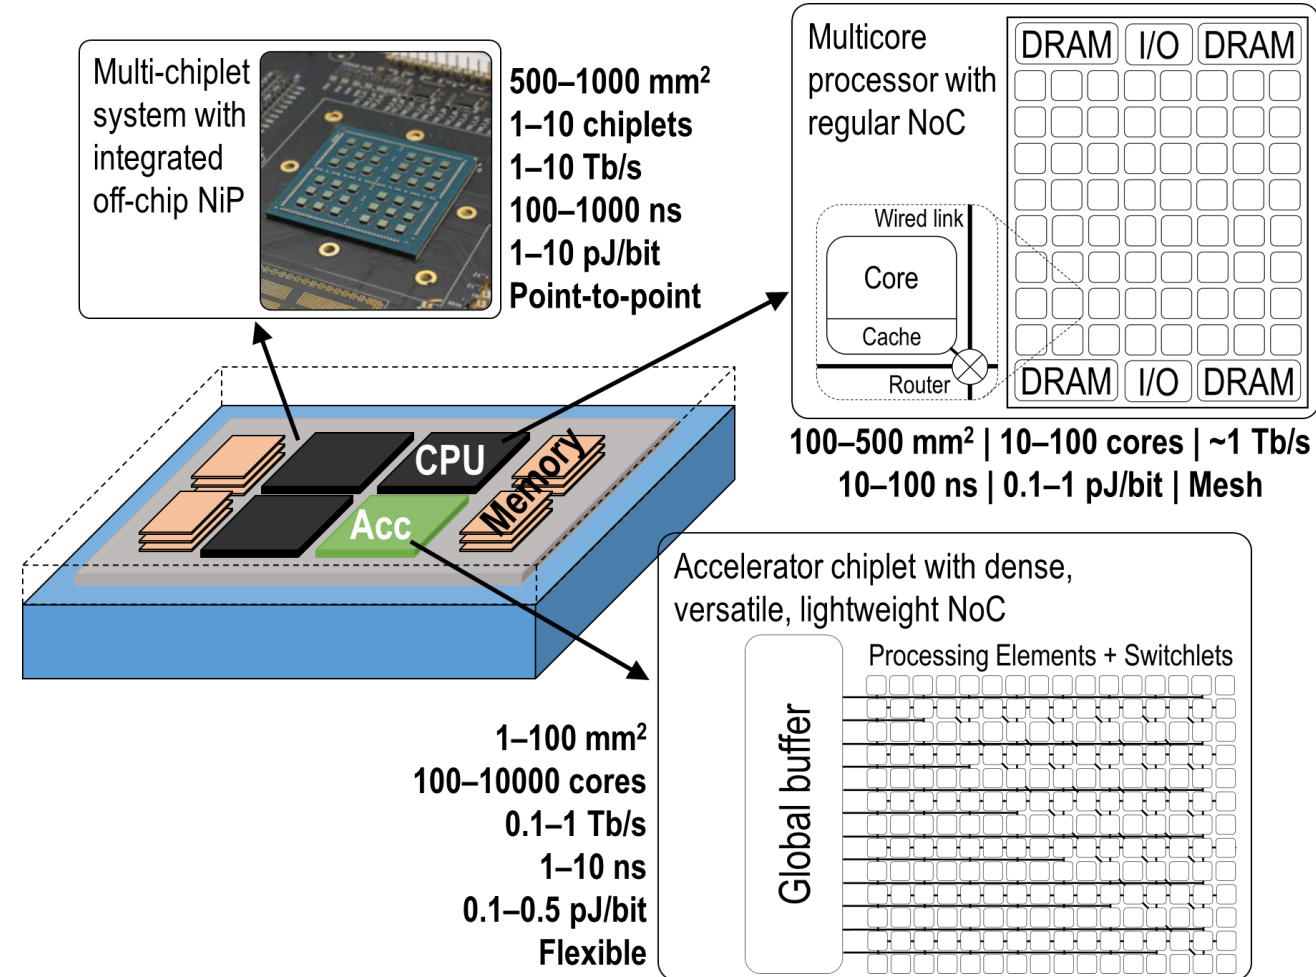 Multi-chiplet
system with
integrated
off-chip NiP
500–1000 mm²
1–10 chiplets
1–10 Tb/s
100–1000 ns
1–10 pJ/bit
Point-to-point
Multicore
processor with
regular NoC
DRAM I/O DRAM
Wired link
Core
Cache
Router
DRAM I/O DRAM
100–500 mm² | 10–100 cores | ~1 Tb/s
10–100 ns | 0.1–1 pJ/bit | Mesh
CPU
Memory
Acc
Accelerator chiplet with dense,
versatile, lightweight NoC
Processing Elements + Switchlets
Global buffer
1–100 mm²
100–10000 cores
0.1–1 Tb/s
1–10 ns
0.1–0.5 pJ/bit
Flexible